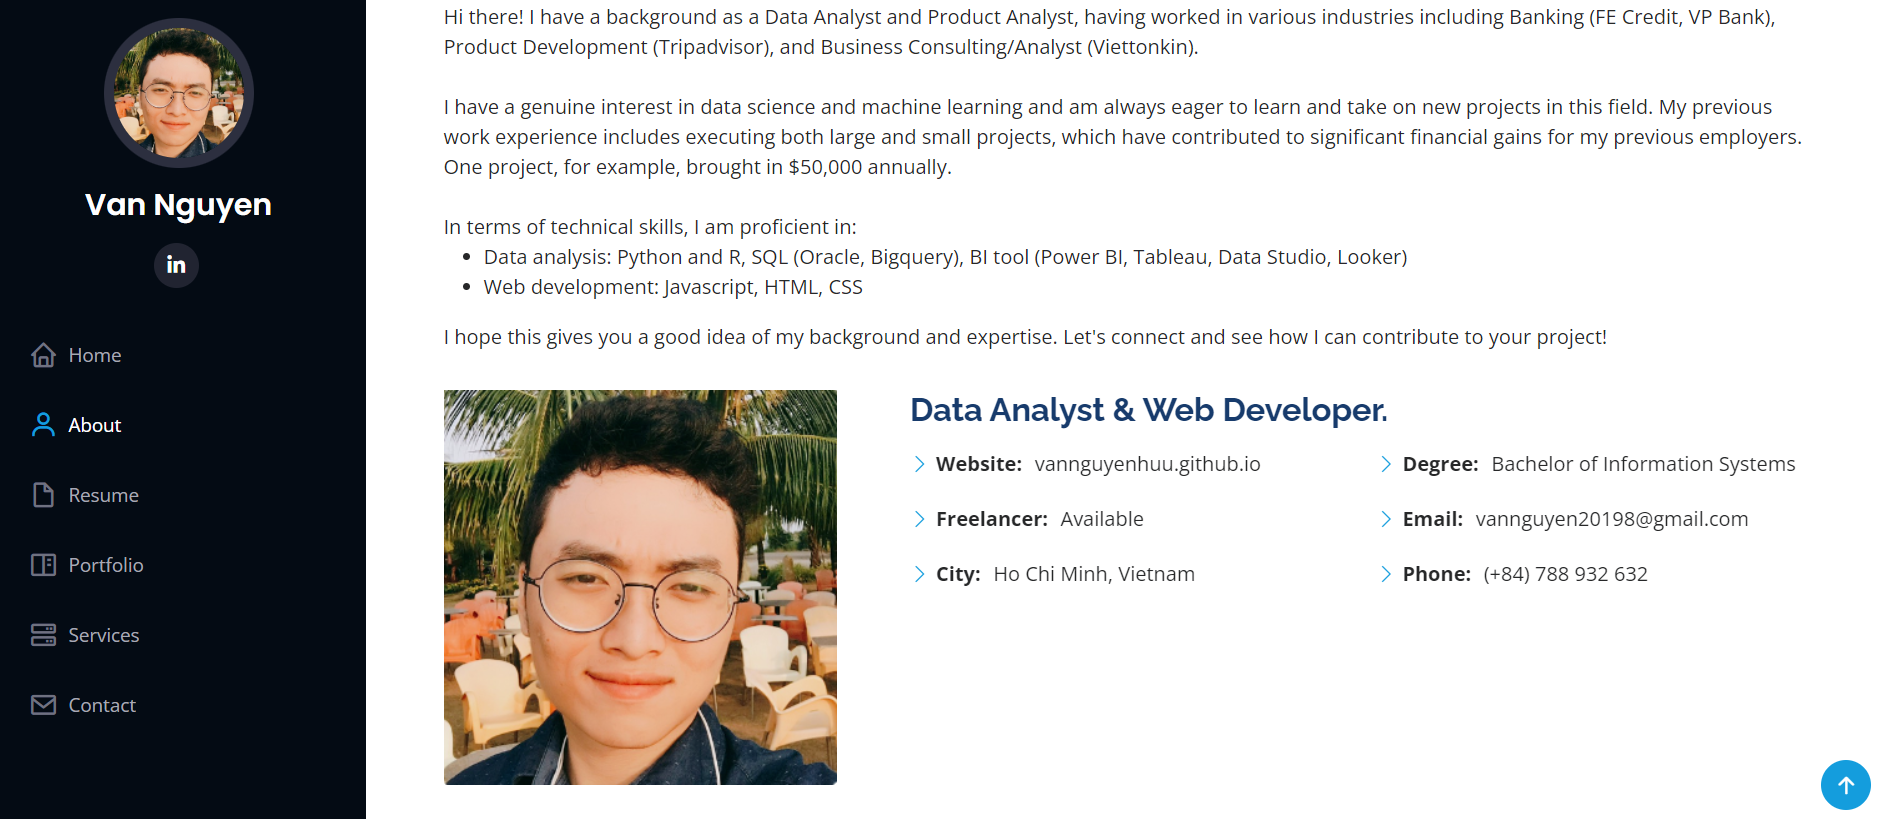 Van Nguyen
in
Home
About
Resume
Portfolio
Services
Contact
Hi there! I have a background as a Data Analyst and Product Analyst, having worked in various industries including Banking (FE Credit, VP Bank),
Product Development (Tripadvisor), and Business Consulting/Analyst (Viettonkin).
I have a genuine interest in data science and machine learning and am always eager to learn and take on new projects in this field. My previous
work experience includes executing both large and small projects, which have contributed to significant financial gains for my previous employers.
One project, for example, brought in $50,000 annually.
In terms of technical skills, I am proficient in:
• Data analysis: Python and R, SQL (Oracle, Bigquery), BI tool (Power BI, Tableau, Data Studio, Looker)
• Web development: Javascript, HTML, CSS
I hope this gives you a good idea of my background and expertise. Let's connect and see how I can contribute to your project!
Data Analyst & Web Developer.
Website: vannguyenhuu.github.io
Freelancer: Available
City: Ho Chi Minh, Vietnam
Degree: Bachelor of Information Systems
Email: vannguyen20198@gmail.com
Phone: (+84) 788 932 632